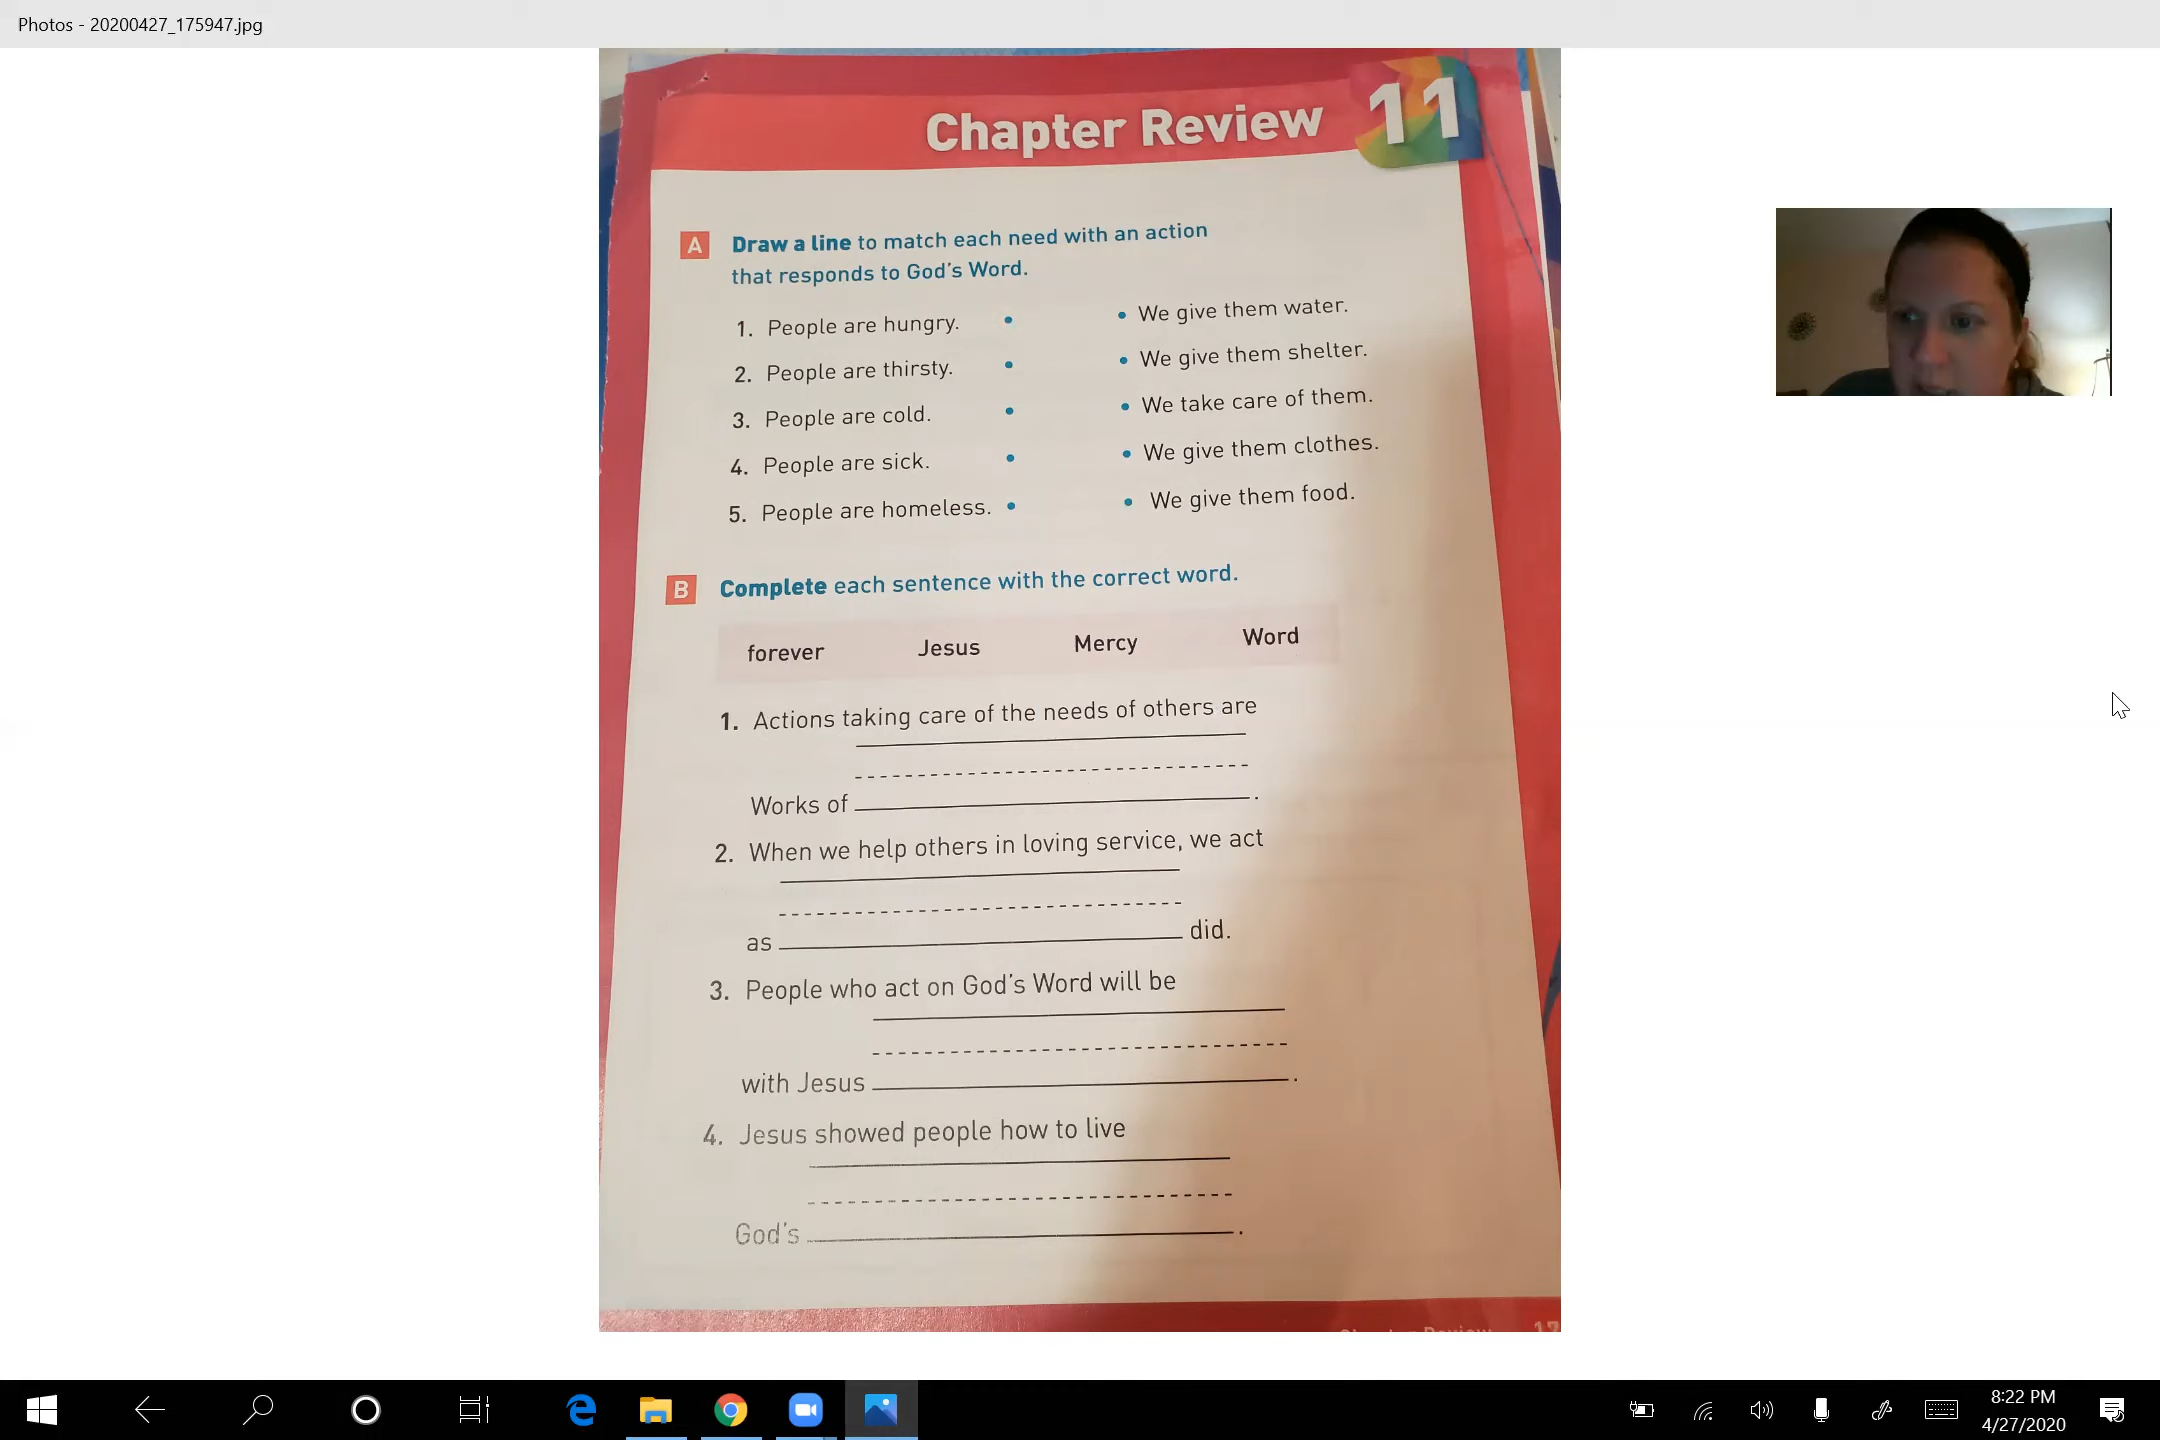 Photos - 20200427_175947.jpg
Chapter Review 11
A Draw a line to match each need with an action
that responds to God's Word.
1. People are hungry. • • We give them water.
2. People are thirsty. • • We give them shelter.
3. People are cold. • • We take care of them.
4. People are sick. • • We give them clothes.
5. People are homeless. • • We give them food.
B Complete each sentence with the correct word.
forever Jesus Mercy Word
1. Actions taking care of the needs of others are
Works of .
2. When we help others in loving service, we act
as did.
3. People who act on God's Word will be
with Jesus .
4. Jesus showed people how to live
God's .
8:22 PM
4/27/2020